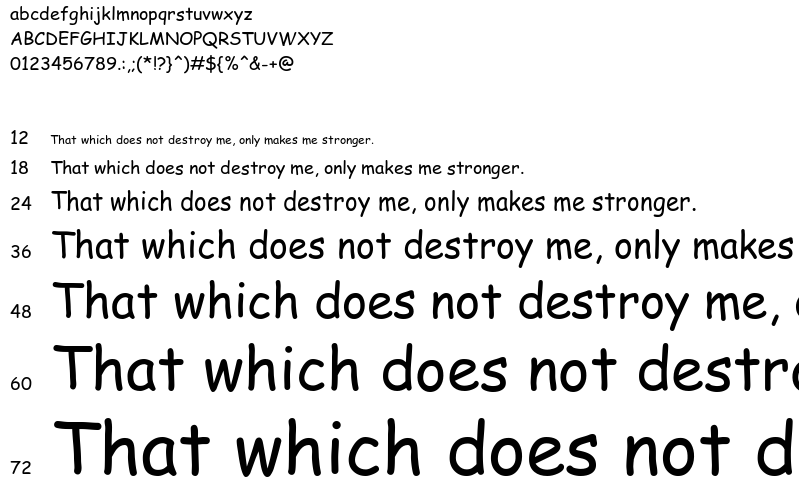 abcdefghijklmnopqrstuvwxyz
ABCDEFGHIJKLMNOPQRSTUVWXYZ
0123456789.:,;(*!?}^)#${%^&-+@
12 That which does not destroy me, only makes me stronger.
18 That which does not destroy me, only makes me stronger.
24 That which does not destroy me, only makes me stronger.
36 That which does not destroy me, only makes
48 That which does not destroy me,
60 That which does not destr
72 That which does not d